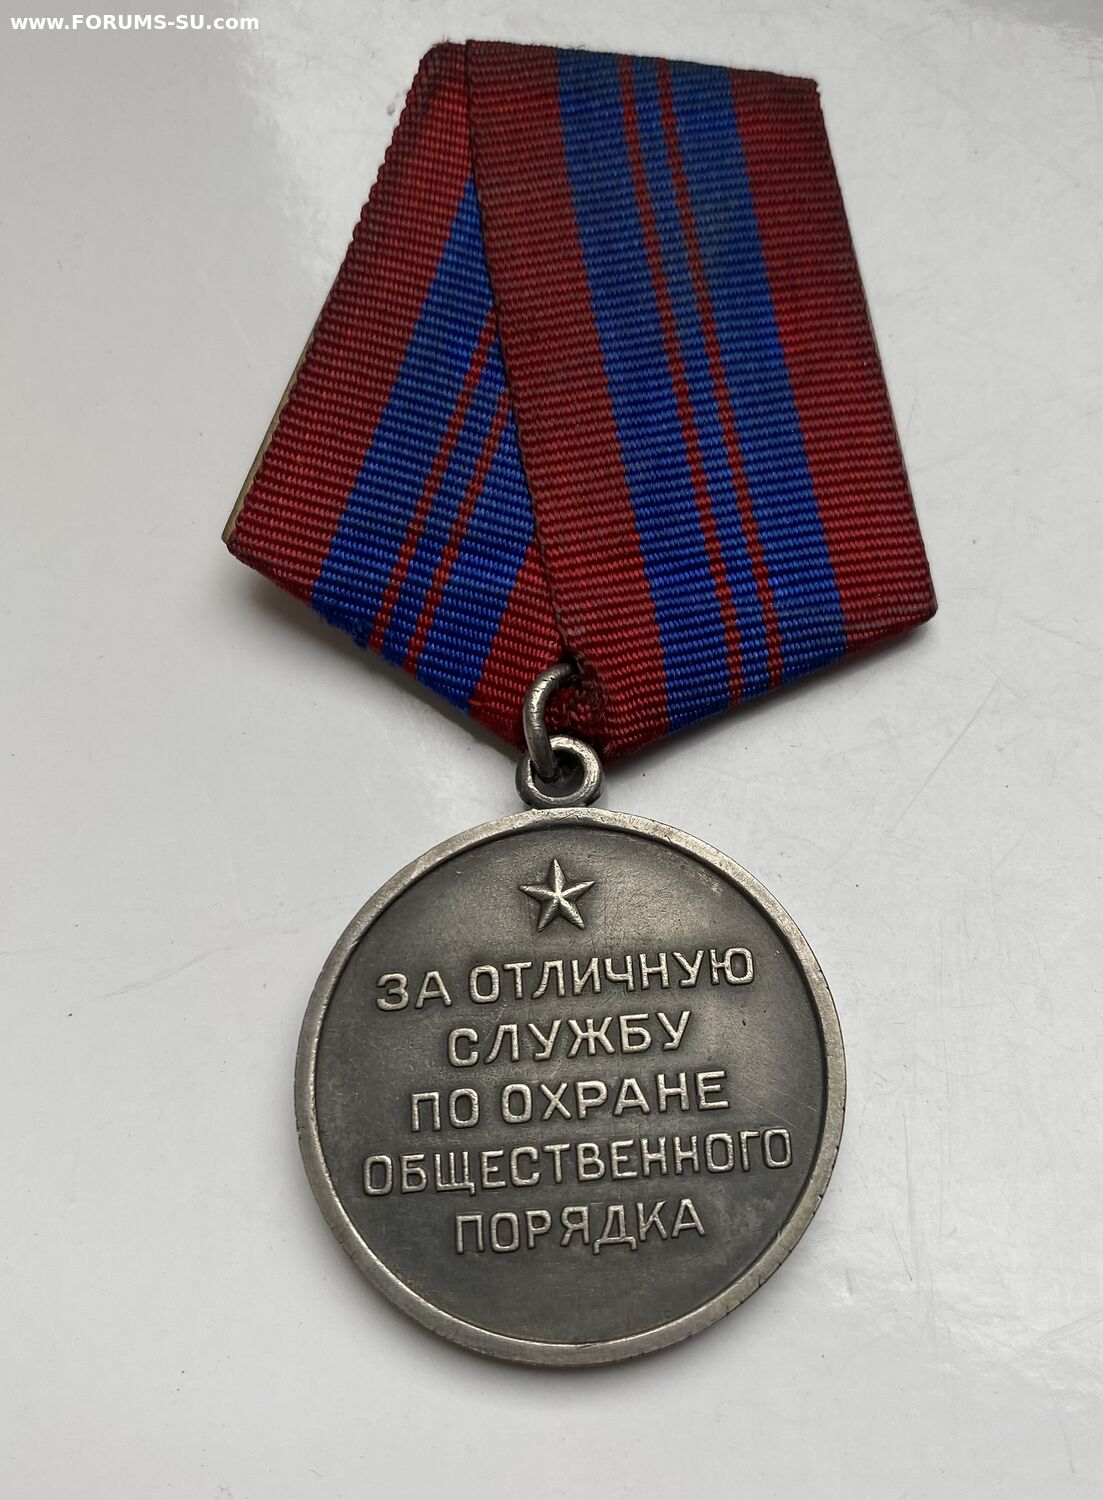 www.FORUMS-SU.com
ЗА ОТЛИЧНУЮ
СЛУЖБУ
ПО ОХРАНЕ
ОБЩЕСТВЕННОГО
ПОРЯДКА